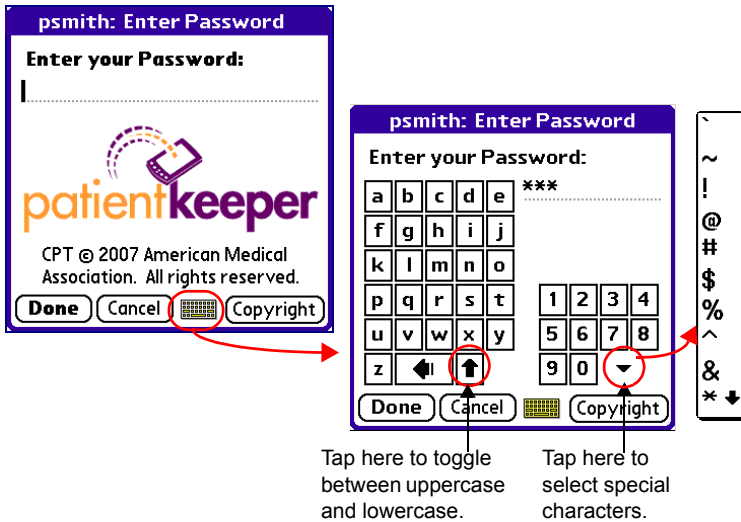 psmith: Enter Password
Enter your Password:
patientkeeper
CPT © 2007 American Medical
Association. All rights reserved.
Done Cancel Copyright
psmith: Enter Password
Enter your Password:
***
a b c d e
f g h i j
k l m n o
p q r s t 1 2 3 4
u v w x y 5 6 7 8
z 9 0
Done Cancel Copyright
`
~
!
@
#
$
%
^
&
*
Tap here to toggle
between uppercase
and lowercase.
Tap here to
select special
characters.